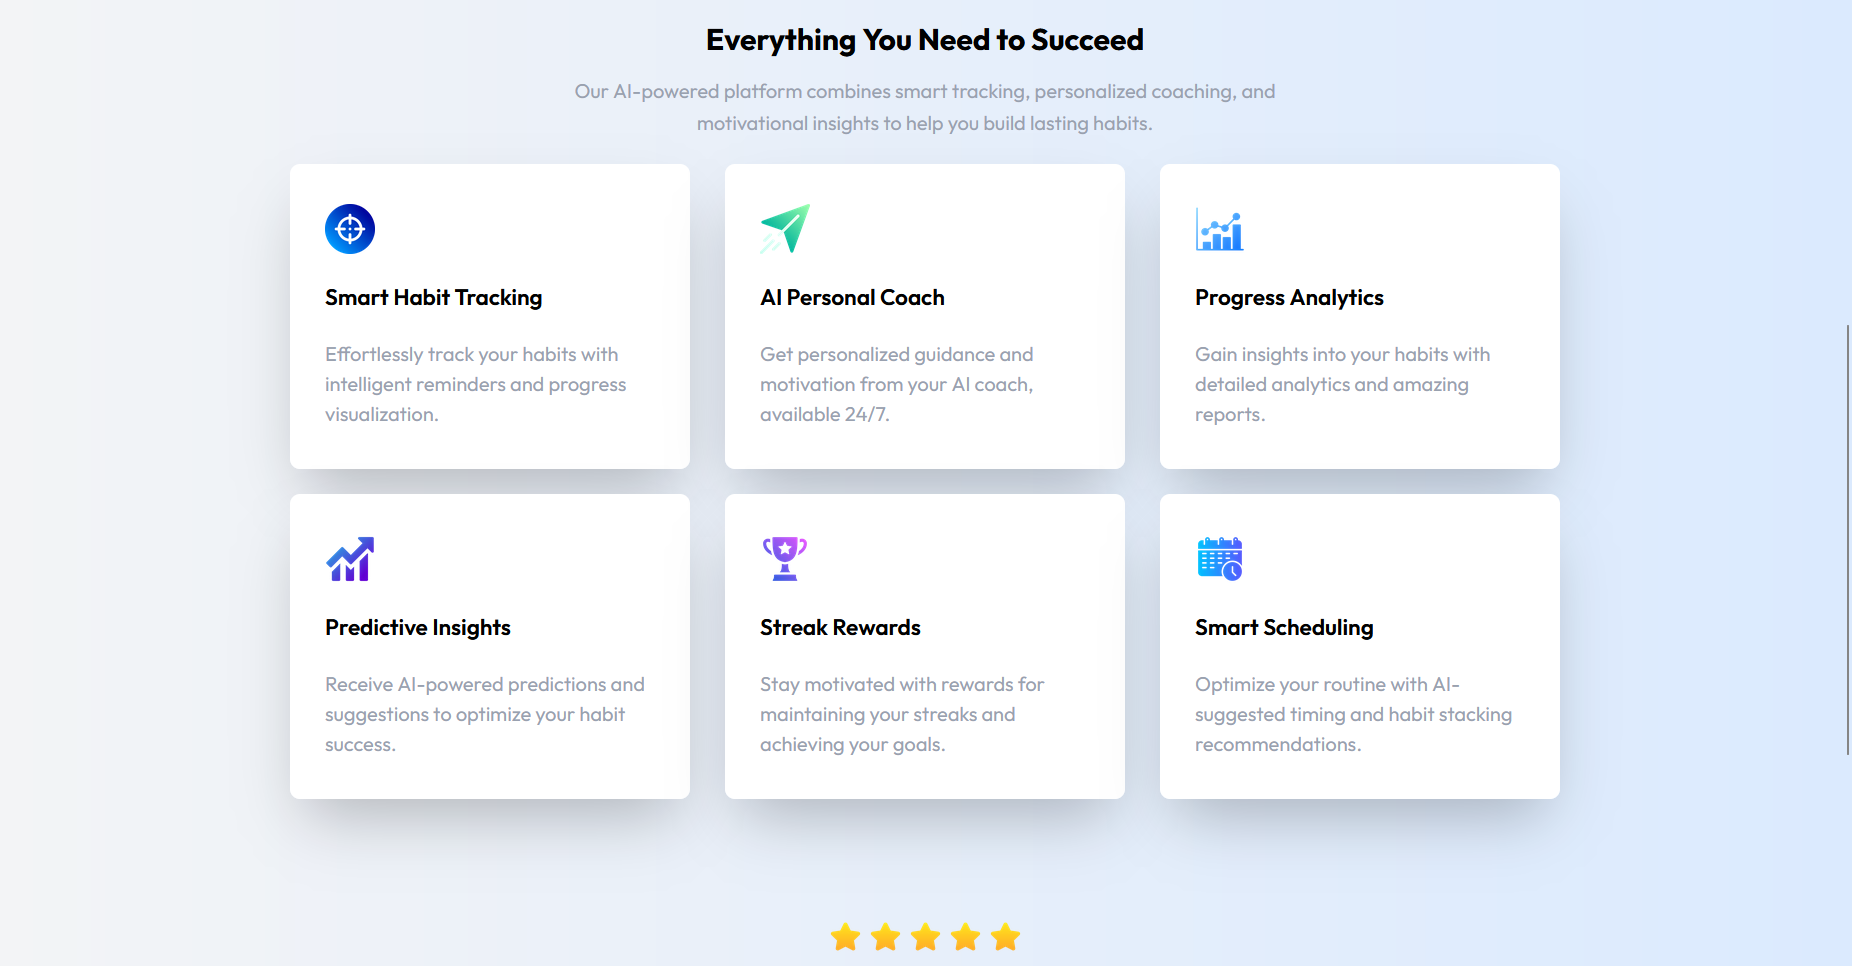 Everything You Need to Succeed
Our AI-powered platform combines smart tracking, personalized coaching, and
motivational insights to help you build lasting habits.
Smart Habit Tracking
Effortlessly track your habits with
intelligent reminders and progress
visualization.
AI Personal Coach
Get personalized guidance and
motivation from your AI coach,
available 24/7.
Progress Analytics
Gain insights into your habits with
detailed analytics and amazing
reports.
Predictive Insights
Receive AI-powered predictions and
suggestions to optimize your habit
success.
Streak Rewards
Stay motivated with rewards for
maintaining your streaks and
achieving your goals.
Smart Scheduling
Optimize your routine with AI-
suggested timing and habit stacking
recommendations.